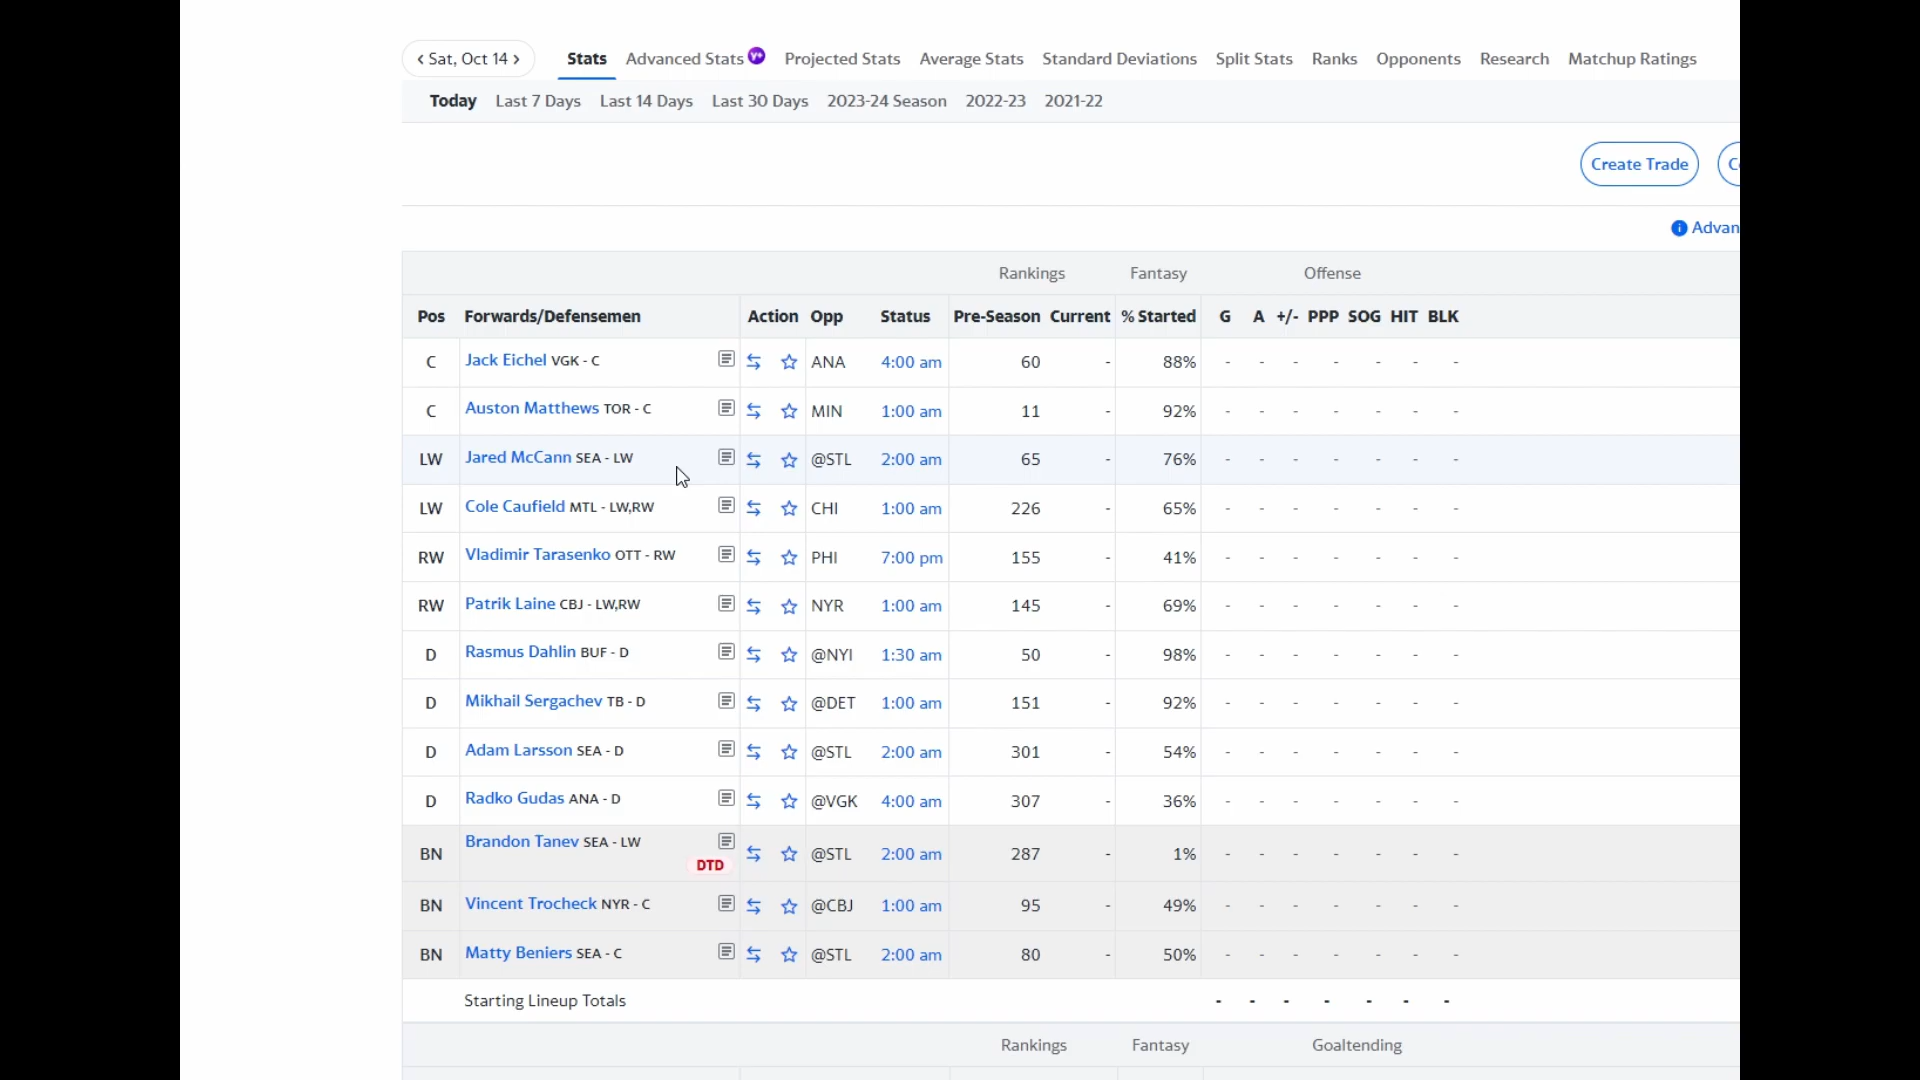 ‹ Sat, Oct 14 › Stats Advanced Stats Y+ Projected Stats Average Stats Standard Deviations Split Stats Ranks Opponents Research Matchup Ratings
Today Last 7 Days Last 14 Days Last 30 Days 2023-24 Season 2022-23 2021-22
Create Trade
Advan
Rankings Fantasy Offense
Pos Forwards/Defensemen Action Opp Status Pre-Season Current % Started G A +/- PPP SOG HIT BLK
C Jack Eichel VGK - C ANA 4:00 am 60 - 88% - - - - - - -
C Auston Matthews TOR - C MIN 1:00 am 11 - 92% - - - - - - -
LW Jared McCann SEA - LW @STL 2:00 am 65 - 76% - - - - - - -
LW Cole Caufield MTL - LW,RW CHI 1:00 am 226 - 65% - - - - - - -
RW Vladimir Tarasenko OTT - RW PHI 7:00 pm 155 - 41% - - - - - - -
RW Patrik Laine CBJ - LW,RW NYR 1:00 am 145 - 69% - - - - - - -
D Rasmus Dahlin BUF - D @NYI 1:30 am 50 - 98% - - - - - - -
D Mikhail Sergachev TB - D @DET 1:00 am 151 - 92% - - - - - - -
D Adam Larsson SEA - D @STL 2:00 am 301 - 54% - - - - - - -
D Radko Gudas ANA - D @VGK 4:00 am 307 - 36% - - - - - - -
BN Brandon Tanev SEA - LW DTD @STL 2:00 am 287 - 1% - - - - - - -
BN Vincent Trocheck NYR - C @CBJ 1:00 am 95 - 49% - - - - - - -
BN Matty Beniers SEA - C @STL 2:00 am 80 - 50% - - - - - - -
Starting Lineup Totals - - - - - - -
Rankings Fantasy Goaltending